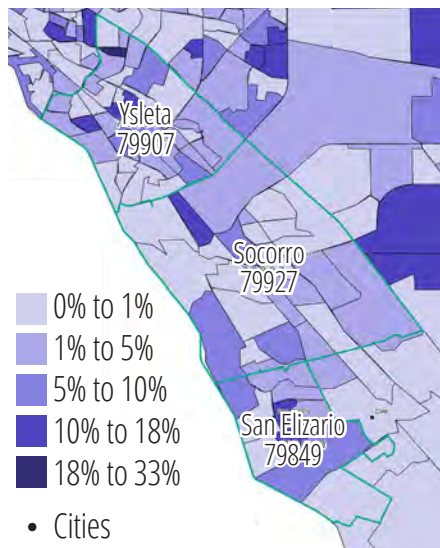 Ysleta
79907
Socorro
79927
0% to 1%
1% to 5%
5% to 10%
10% to 18%
18% to 33%
San Elizario
79849
• Cities